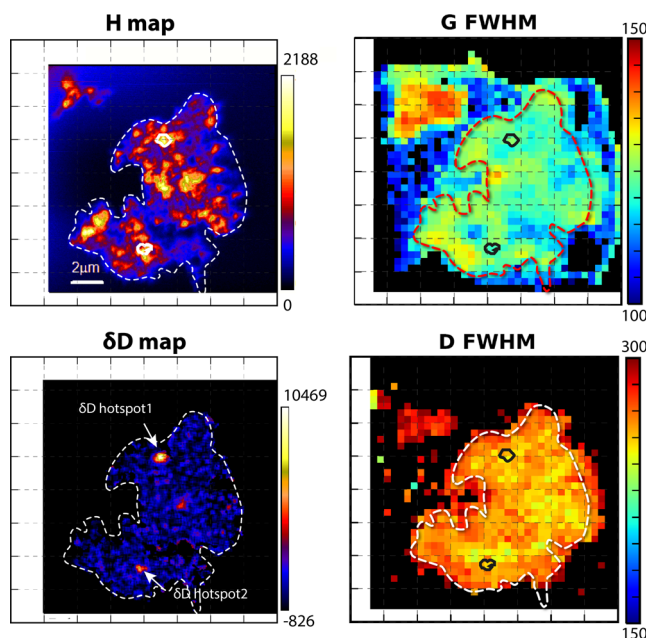 H map
G FWHM
2188
0
2μm
150
100
δD map
D FWHM
10469
-826
δD hotspot1
δD hotspot2
300
150